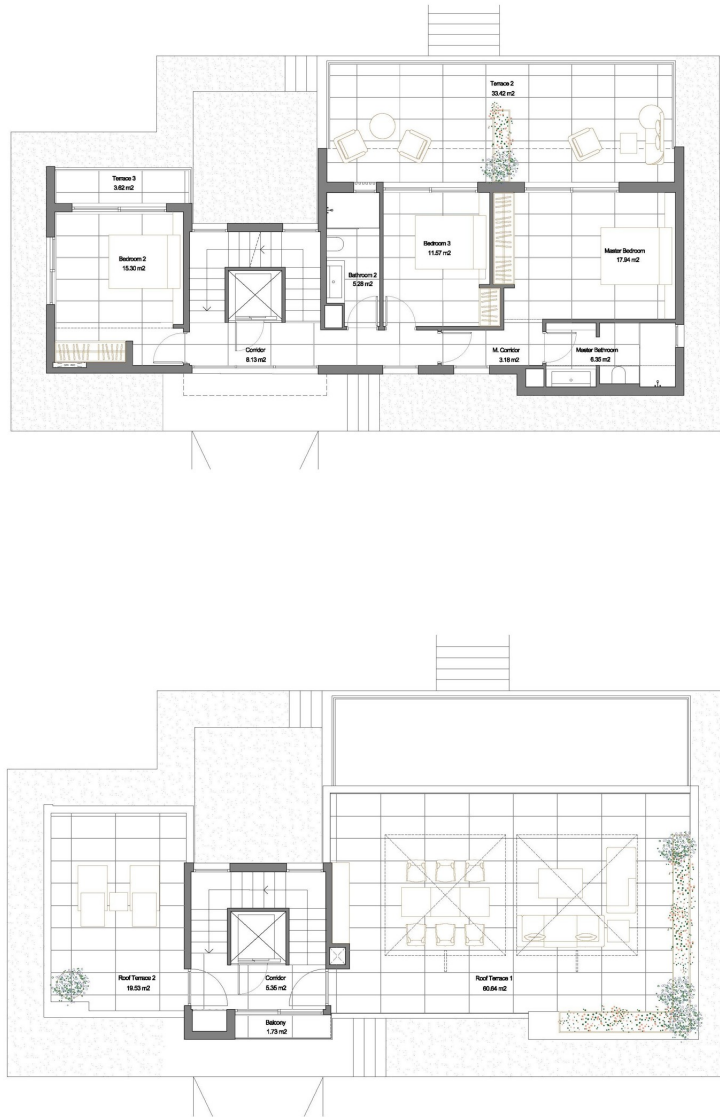 Terrace 2
33.42 m2
Terrace 3
3.62 m2
Bedroom 2
15.30 m2
Bathroom 2
5.28 m2
Bedroom 3
11.57 m2
Master Bedroom
17.94 m2
Corridor
8.13 m2
M. Corridor
3.18 m2
Master Bathroom
6.35 m2
Roof Terrace 2
19.53 m2
Corridor
5.35 m2
Roof Terrace 1
60.64 m2
Balcony
1.73 m2